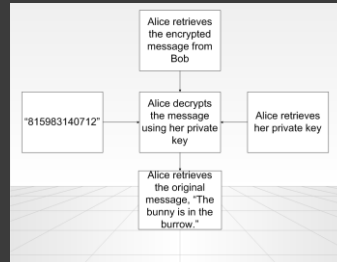 Alice retrieves
the encrypted
message from
Bob
"815983140712"
Alice decrypts
the message
using her private
key
Alice retrieves
her private key
Alice retrieves
the original
message, "The
bunny is in the
burrow."